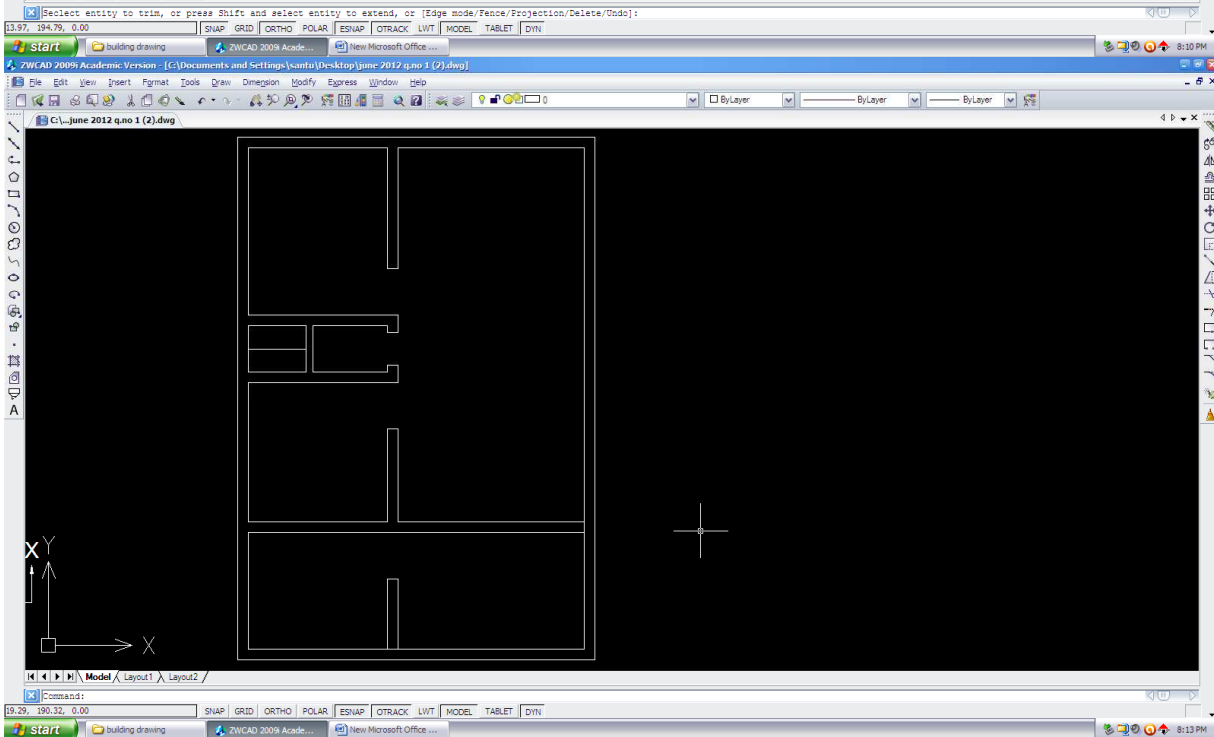 Seclect entity to trim, or press Shift and select entity to extend, or [Edge mode/Fence/Projection/Delete/Undo]:
13.97, 194.79, 0.00 SNAP GRID ORTHO POLAR ESNAP OTRACK LWT MODEL TABLET DYN
start building drawing ZWCAD 2009i Acade... New Microsoft Office ... 8:10 PM
ZWCAD 2009i Academic Version - [C:\Documents and Settings\santu\Desktop\june 2012 q.no 1 (2).dwg]
File Edit View Insert Format Tools Draw Dimension Modify Express Window Help
0 ByLayer ByLayer ByLayer
C:\...june 2012 q.no 1 (2).dwg
A
X Y
X
Model Layout1 Layout2
Command:
19.29, 190.32, 0.00 SNAP GRID ORTHO POLAR ESNAP OTRACK LWT MODEL TABLET DYN
start building drawing ZWCAD 2009i Acade... New Microsoft Office ... 8:13 PM